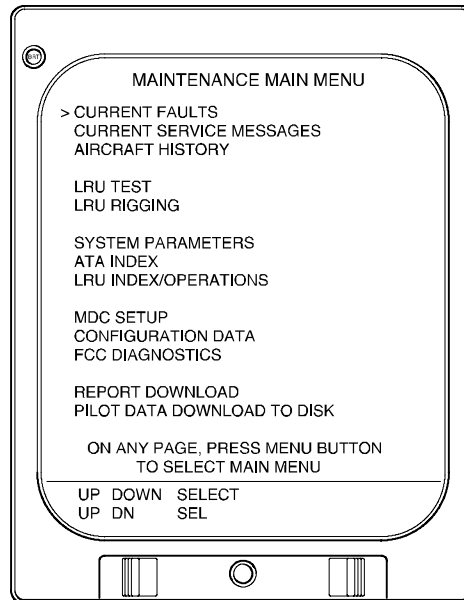 BRT
MAINTENANCE MAIN MENU
> CURRENT FAULTS
CURRENT SERVICE MESSAGES
AIRCRAFT HISTORY
LRU TEST
LRU RIGGING
SYSTEM PARAMETERS
ATA INDEX
LRU INDEX/OPERATIONS
MDC SETUP
CONFIGURATION DATA
FCC DIAGNOSTICS
REPORT DOWNLOAD
PILOT DATA DOWNLOAD TO DISK
ON ANY PAGE, PRESS MENU BUTTON
TO SELECT MAIN MENU
UP DOWN SELECT
UP DN SEL